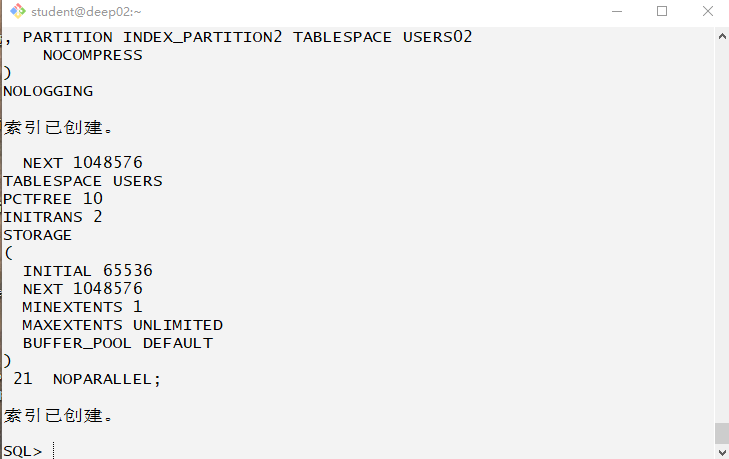 student@deep02:~
, PARTITION INDEX_PARTITION2 TABLESPACE USERS02
    NOCOMPRESS
)
NOLOGGING
索引已创建。
  NEXT 1048576
TABLESPACE USERS
PCTFREE 10
INITRANS 2
STORAGE
(
  INITIAL 65536
  NEXT 1048576
  MINEXTENTS 1
  MAXEXTENTS UNLIMITED
  BUFFER_POOL DEFAULT
)
 21  NOPARALLEL;
索引已创建。
SQL>